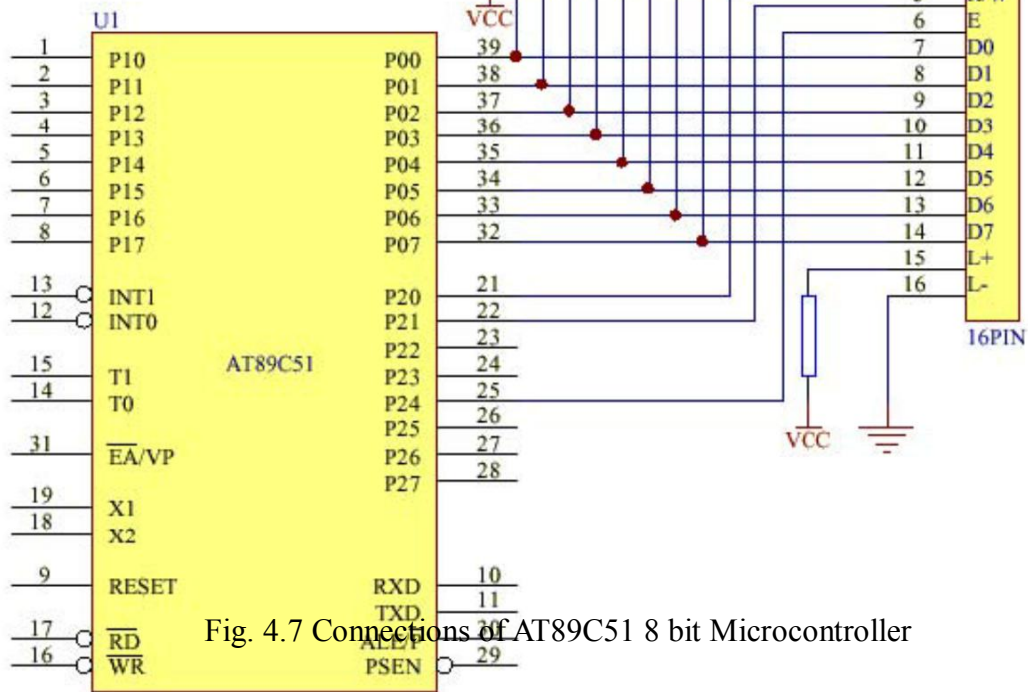 U1
VCC
1 P10 P00 39
2 P11 P01 38
3 P12 P02 37
4 P13 P03 36
5 P14 P04 35
6 P15 P05 34
7 P16 P06 33
8 P17 P07 32
13 INT1 P20 21
12 INT0 P21 22
P22 23
15 T1 P23 24
14 T0 P24 25
P25 26
31 EA/VP P26 27
P27 28
19 X1
18 X2
9 RESET RXD 10
TXD 11
17 RD ALE/P 30
16 WR PSEN 29
AT89C51
6 E
7 D0
8 D1
9 D2
10 D3
11 D4
12 D5
13 D6
14 D7
15 L+
16 L-
16PIN
VCC
Fig. 4.7 Connections of AT89C51 8 bit Microcontroller